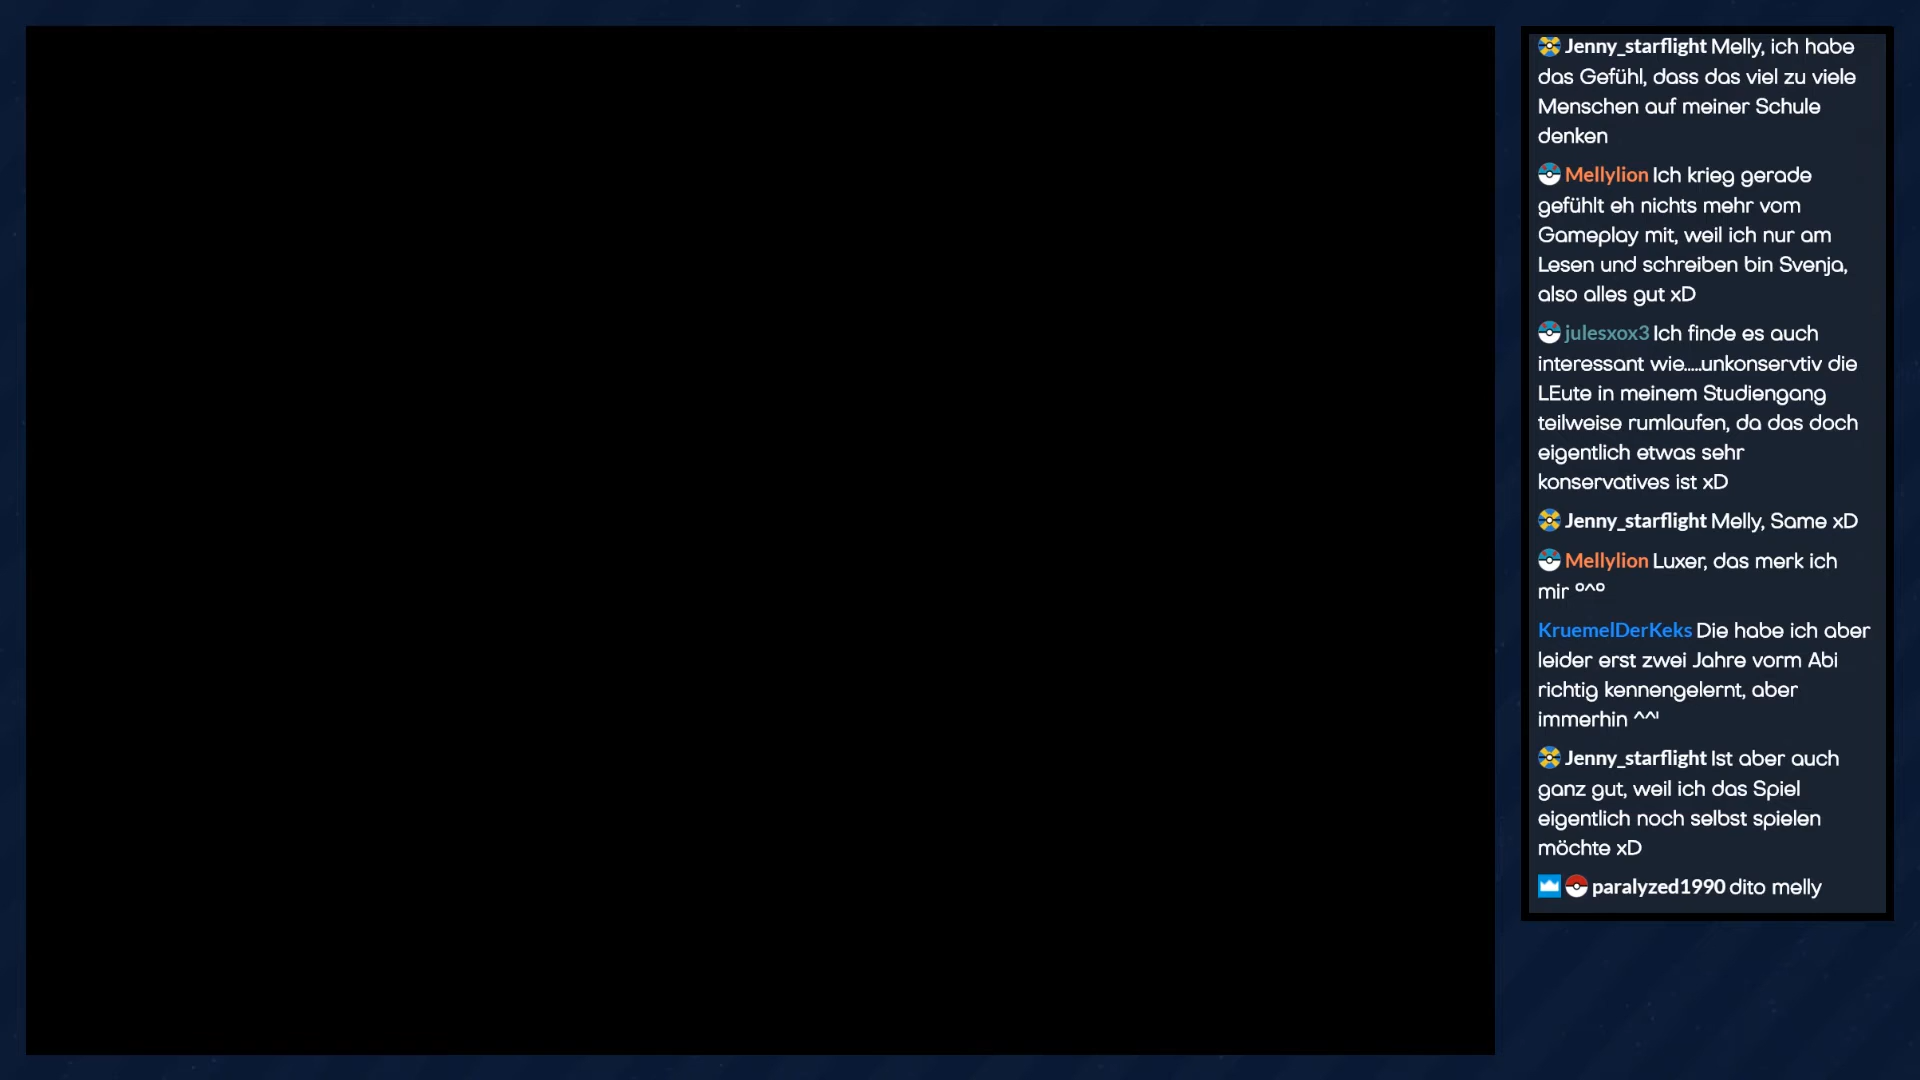 Jenny_starflight Melly, ich habe
das Gefühl, dass das viel zu viele
Menschen auf meiner Schule
denken
Mellylion Ich krieg gerade
gefühlt eh nichts mehr vom
Gameplay mit, weil ich nur am
Lesen und schreiben bin Svenja,
also alles gut xD
julesxox3 Ich finde es auch
interessant wie.....unkonservtiv die
LEute in meinem Studiengang
teilweise rumlaufen, da das doch
eigentlich etwas sehr
konservatives ist xD
Jenny_starflight Melly, Same xD
Mellylion Luxer, das merk ich
mir °^°
KruemelDerKeks Die habe ich aber
leider erst zwei Jahre vorm Abi
richtig kennengelernt, aber
immerhin ^^'
Jenny_starflight Ist aber auch
ganz gut, weil ich das Spiel
eigentlich noch selbst spielen
möchte xD
paralyzed1990 dito melly